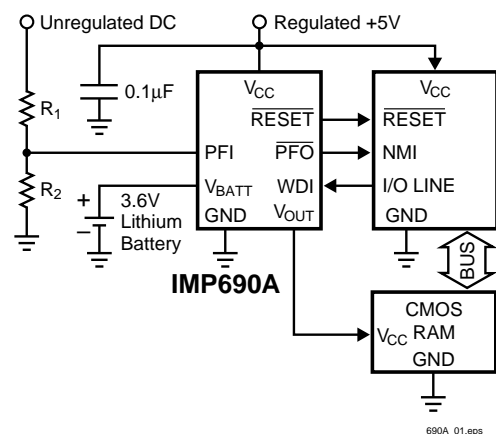 Unregulated DC
Regulated +5V
0.1µF
R1
R2
VCC
RESET
PFI
PFO
VBATT
WDI
GND
VOUT
VCC
RESET
NMI
I/O LINE
GND
+
–
3.6V
Lithium
Battery
IMP690A
BUS
CMOS
VCC RAM
GND
690A_01.eps